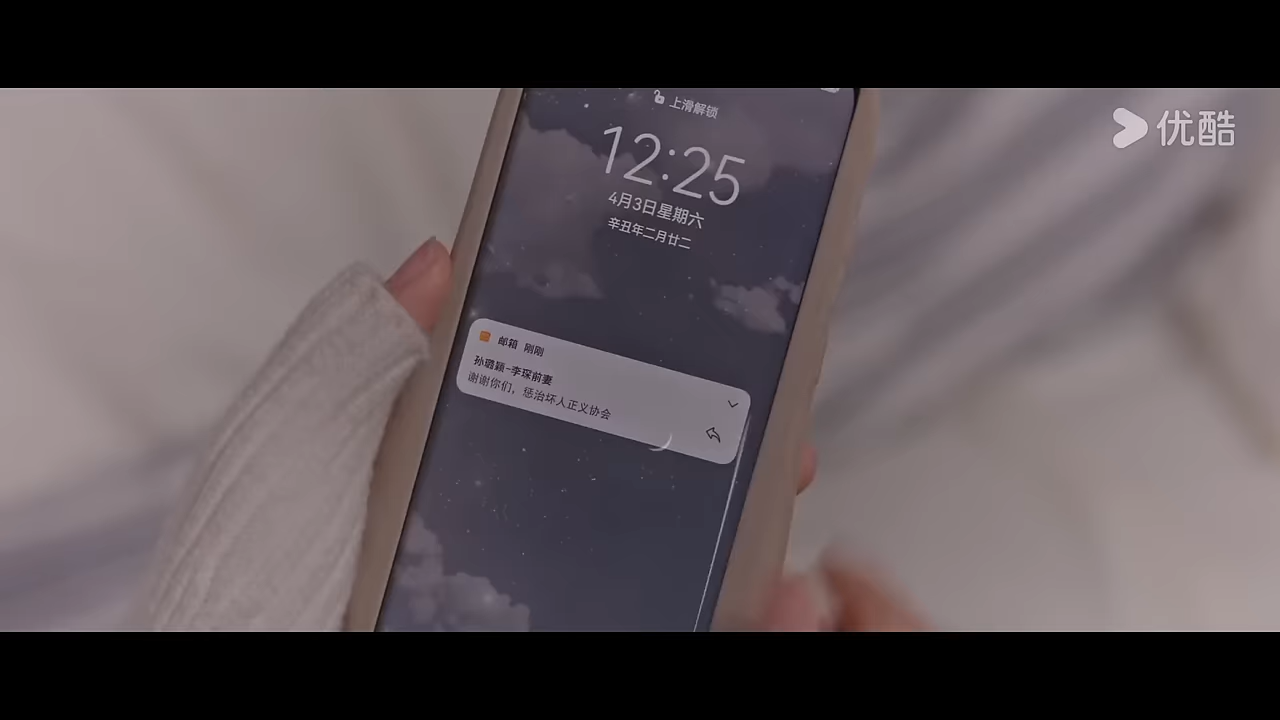 上滑解锁
优酷
12:25
4月3日星期六
辛丑年二月廿二
邮箱 刚刚
孙璐颖-李琛前妻
谢谢你们，惩治坏人正义协会